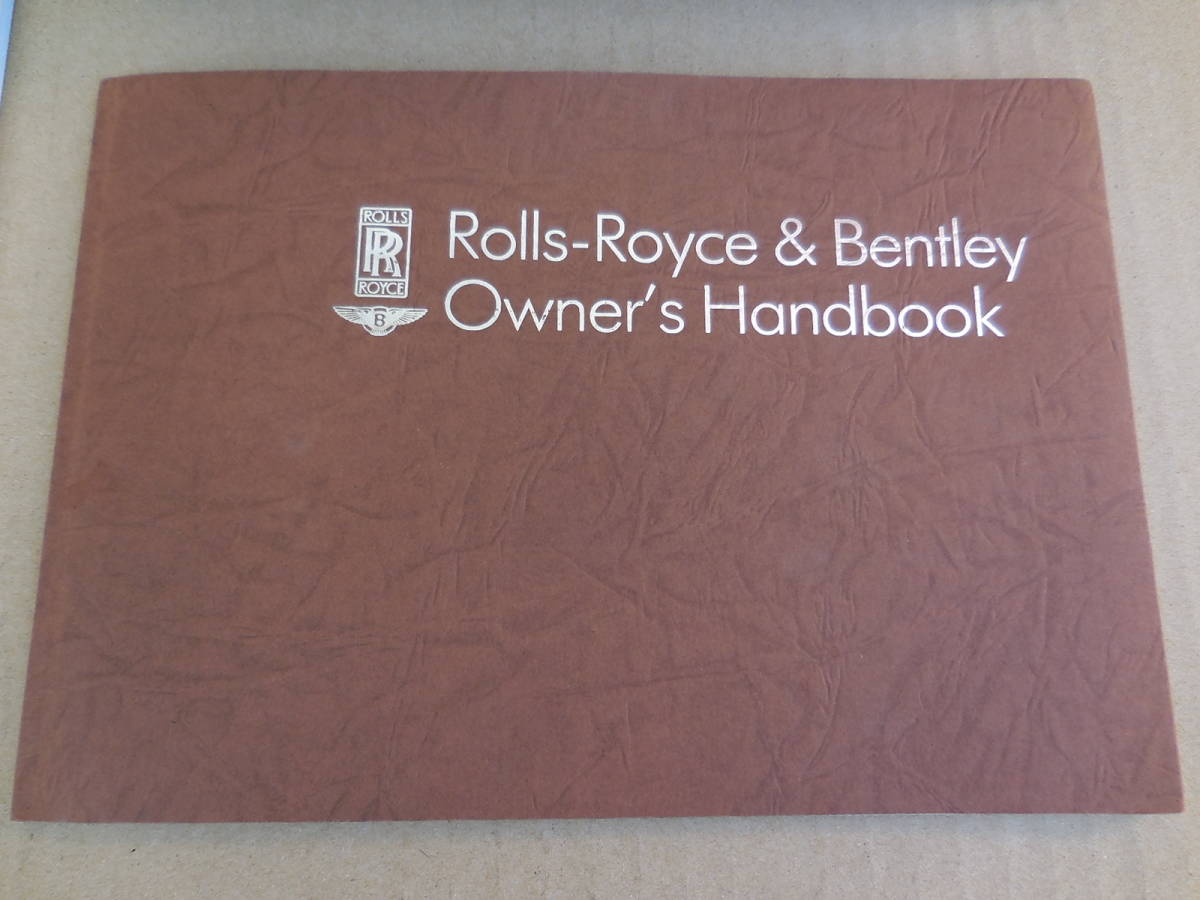 ROLLS
RR
ROYCE
B
Rolls-Royce & Bentley
Owner's Handbook